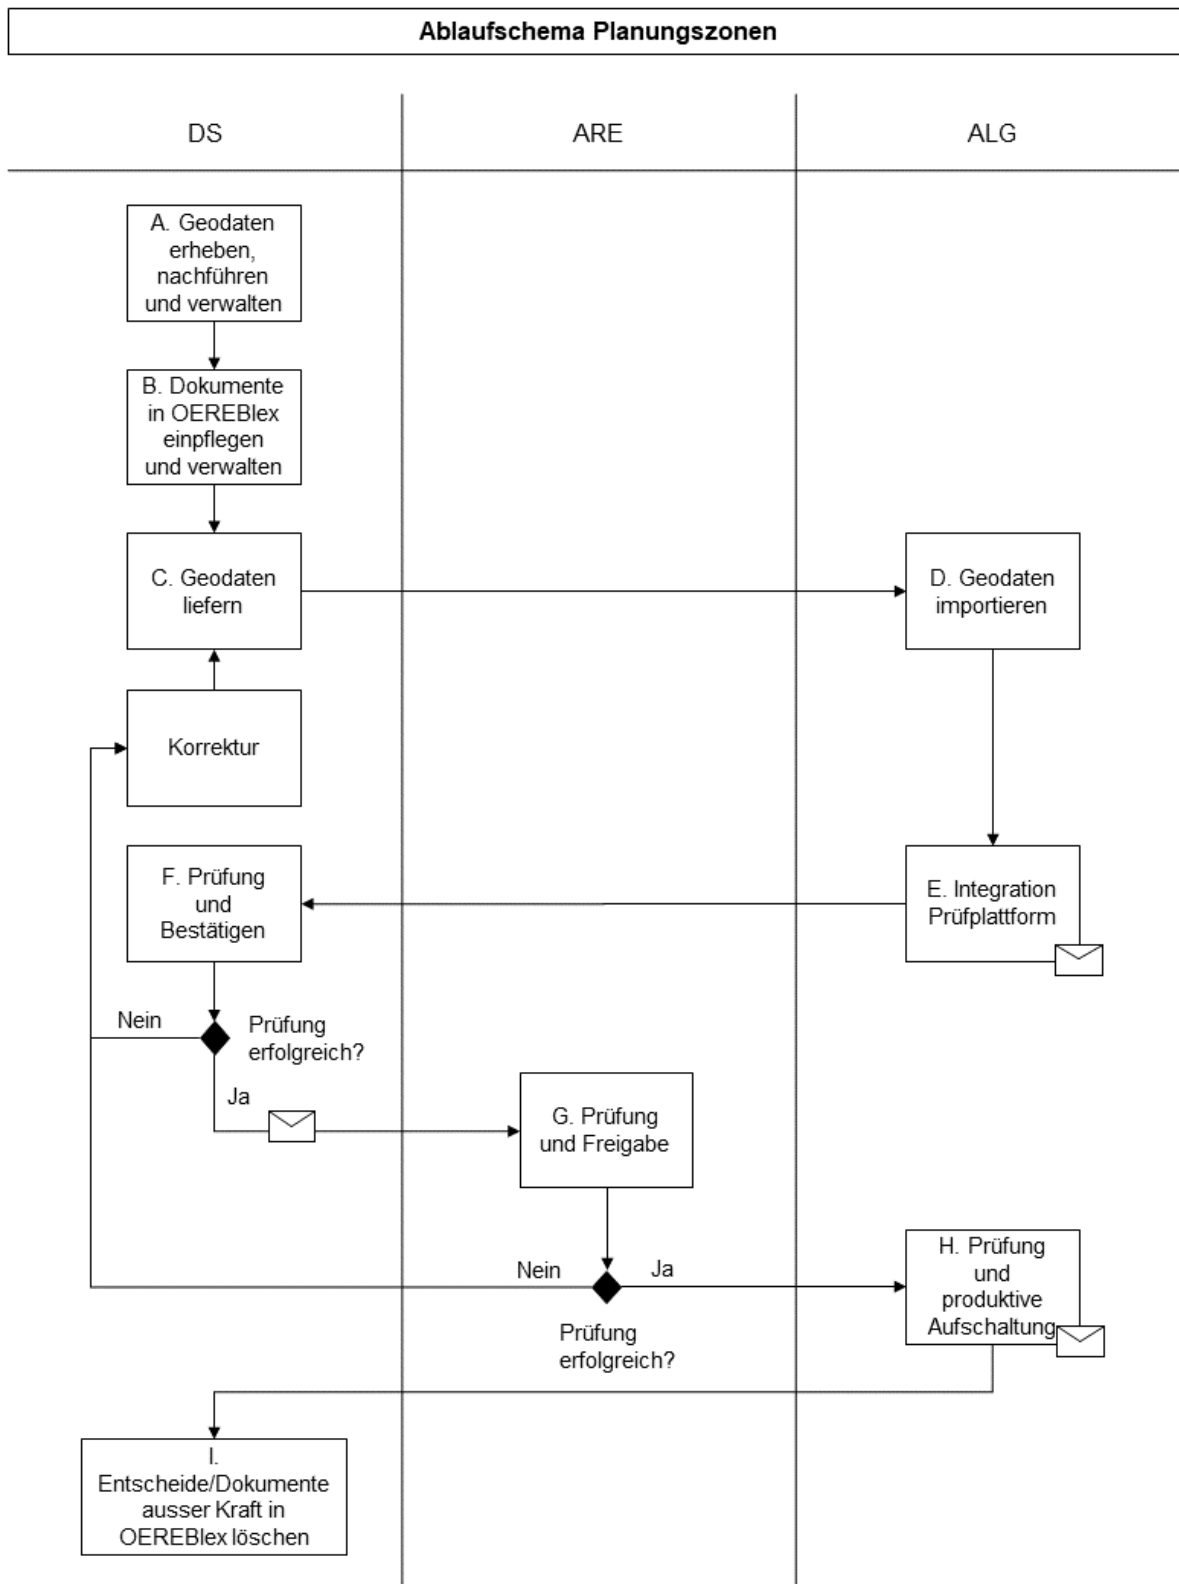 Ablaufschema Planungszonen
DS
ARE
ALG
A. Geodaten
erheben,
nachführen
und verwalten
B. Dokumente
in OEREBlex
einpflegen
und verwalten
C. Geodaten
liefern
D. Geodaten
importieren
Korrektur
F. Prüfung
und
Bestätigen
E. Integration
Prüfplattform
Nein
Prüfung
erfolgreich?
Ja
G. Prüfung
und Freigabe
Nein
Ja
H. Prüfung
und
produktive
Aufschaltung
Prüfung
erfolgreich?
I.
Entscheide/Dokumente
ausser Kraft in
OEREBlex löschen